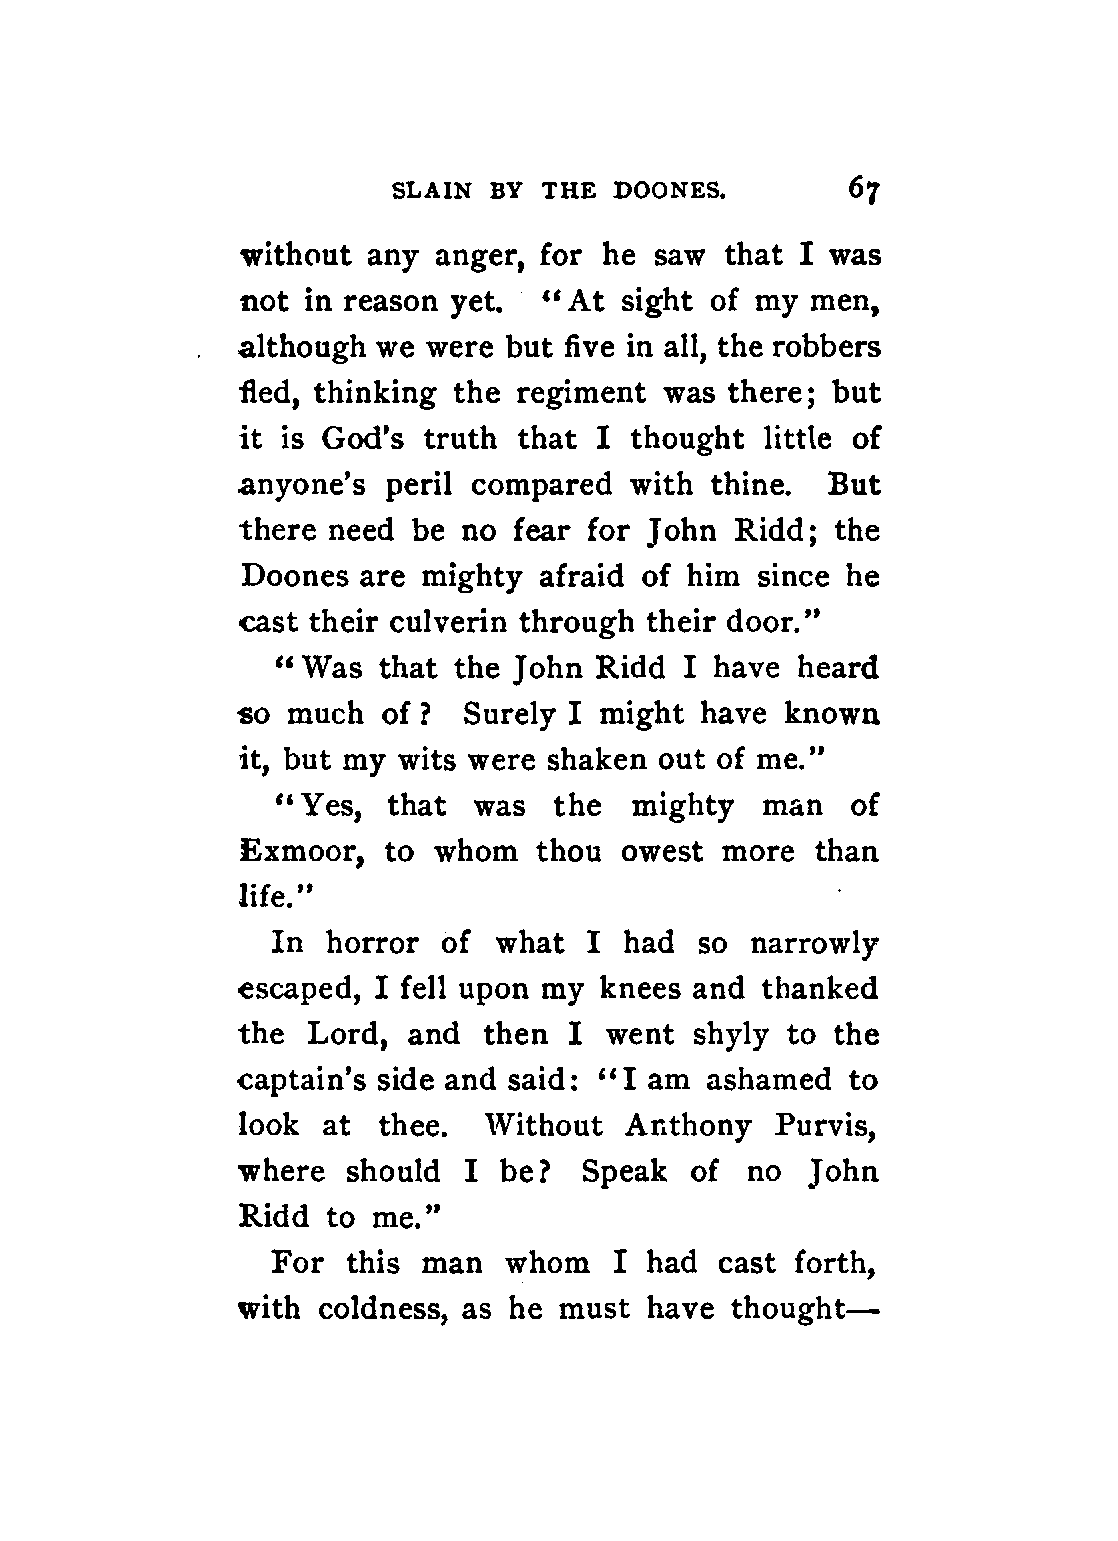 SLAIN BY THE DOONES. 67
without any anger, for he saw that I was
not in reason yet. "At sight of my men,
although we were but five in all, the robbers
fled, thinking the regiment was there; but
it is God's truth that I thought little of
anyone's peril compared with thine. But
there need be no fear for John Ridd; the
Doones are mighty afraid of him since he
cast their culverin through their door."
"Was that the John Ridd I have heard
so much of? Surely I might have known
it, but my wits were shaken out of me."
"Yes, that was the mighty man of
Exmoor, to whom thou owest more than
life."
In horror of what I had so narrowly
escaped, I fell upon my knees and thanked
the Lord, and then I went shyly to the
captain's side and said: "I am ashamed to
look at thee. Without Anthony Purvis,
where should I be? Speak of no John
Ridd to me."
For this man whom I had cast forth,
with coldness, as he must have thought—